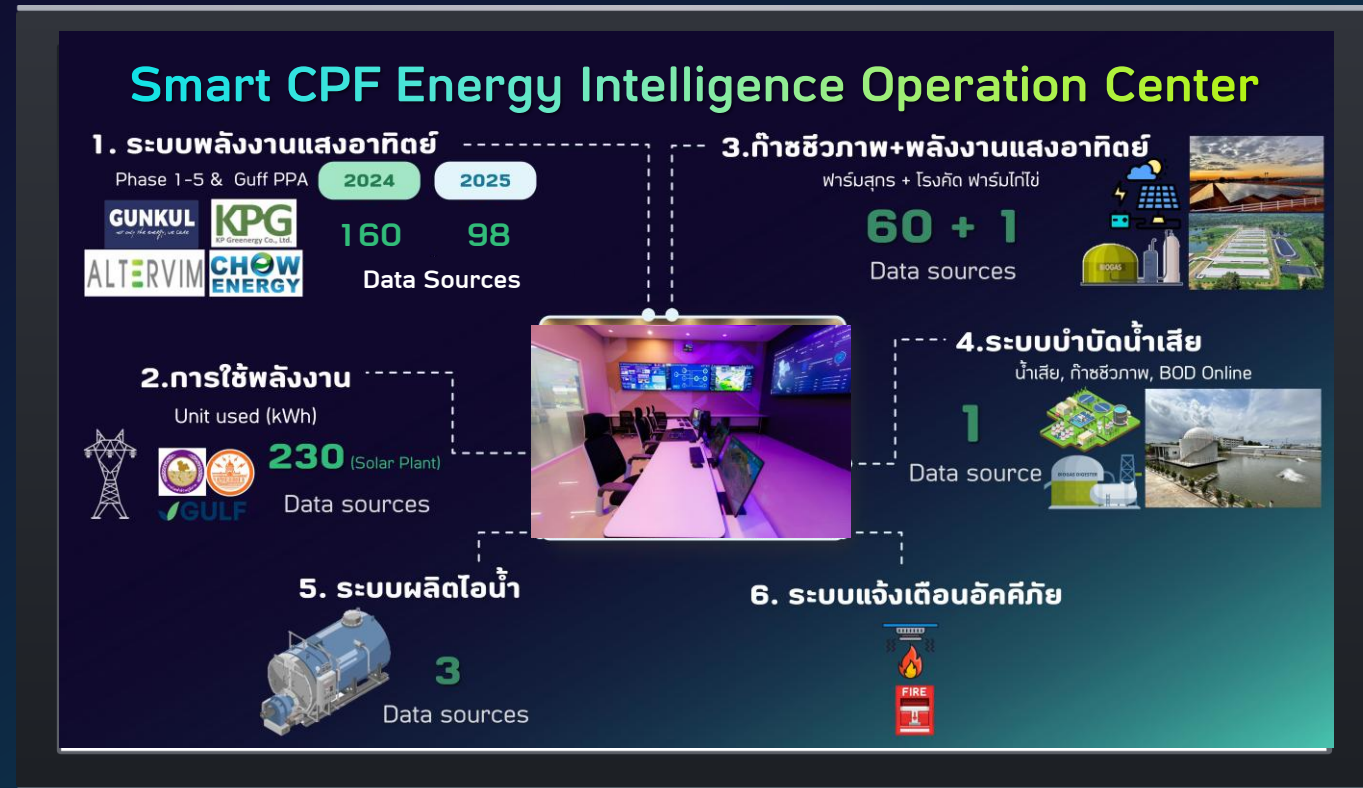 Smart CPF Energy Intelligence Operation Center
1. ระบบพลังงานแสงอาทิตย์
Phase 1-5 & Guff PPA
2024
2025
GUNKUL
KPG
KP Greenergy Co., Ltd.
ALTERVIM
CHOW
ENERGY
160
98
Data Sources
2.การใช้พลังงาน
Unit used (kWh)
230 (Solar Plant)
GULF
Data sources
3.ก๊าซชีวภาพ+พลังงานแสงอาทิตย์
ฟาร์มสุกร + โรงคัด ฟาร์มไก่ไข่
60 + 1
Data sources
BIOGAS
4.ระบบบำบัดน้ำเสีย
น้ำเสีย, ก๊าซชีวภาพ, BOD Online
1
Data source
BIOGAS DIGESTER
5. ระบบผลิตไอน้ำ
3
Data sources
6. ระบบแจ้งเตือนอัคคีภัย
FIRE